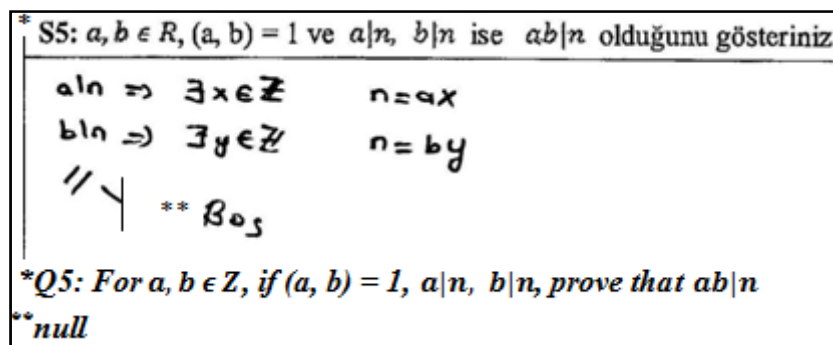 * S5: a, b ϵ R, (a, b) = 1 ve a|n, b|n ise ab|n olduğunu gösteriniz
a|n ⇒ ∃x∈Z n=ax
b|n ⇒ ∃y∈Z n=by
** Boş
*Q5: For a, b ϵ Z, if (a, b) = 1, a|n, b|n, prove that ab|n
**null